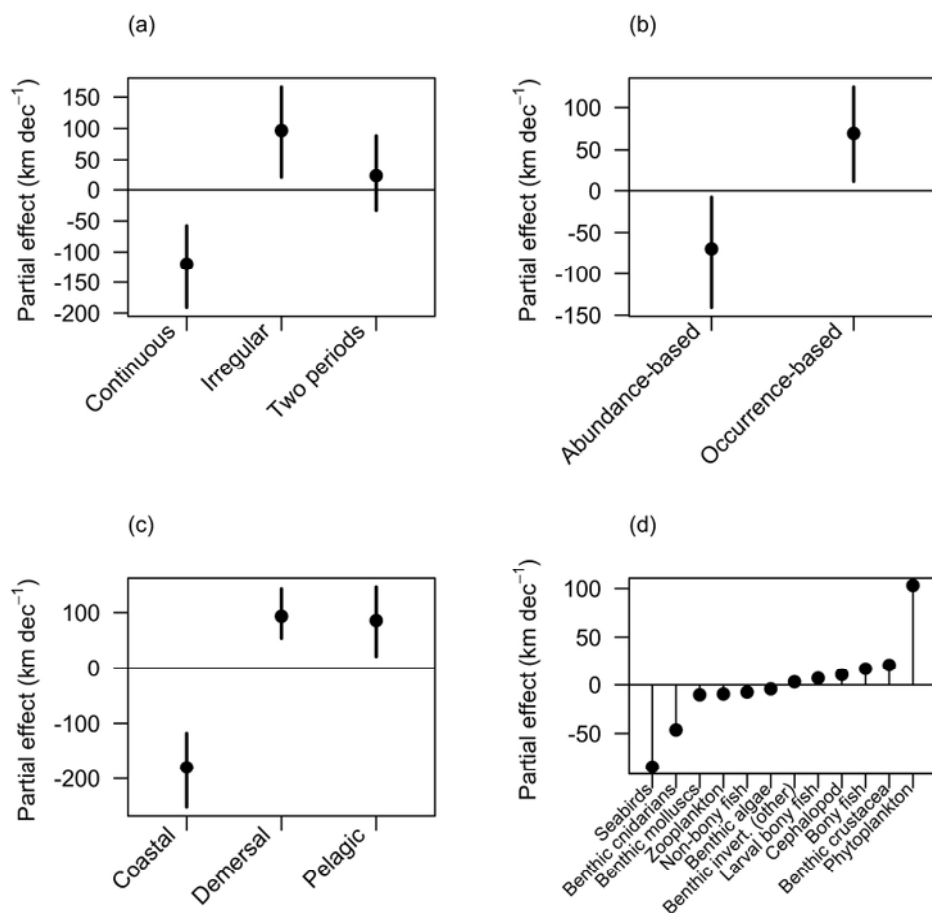 (a)
Partial effect (km dec⁻¹)
150
100
50
0
-50
-100
-150
-200
Continuous
Irregular
Two periods
(b)
Partial effect (km dec⁻¹)
100
50
0
-50
-100
-150
Abundance-based
Occurrence-based
(c)
Partial effect (km dec⁻¹)
100
0
-100
-200
Coastal
Demersal
Pelagic
(d)
Partial effect (km dec⁻¹)
100
50
0
-50
Seabirds
Benthic cnidarians
Benthic molluscs
Zooplankton
Non-bony fish
Benthic algae
Benthic invert. (other)
Larval bony fish
Cephalopod
Bony fish
Benthic crustacea
Phytoplankton